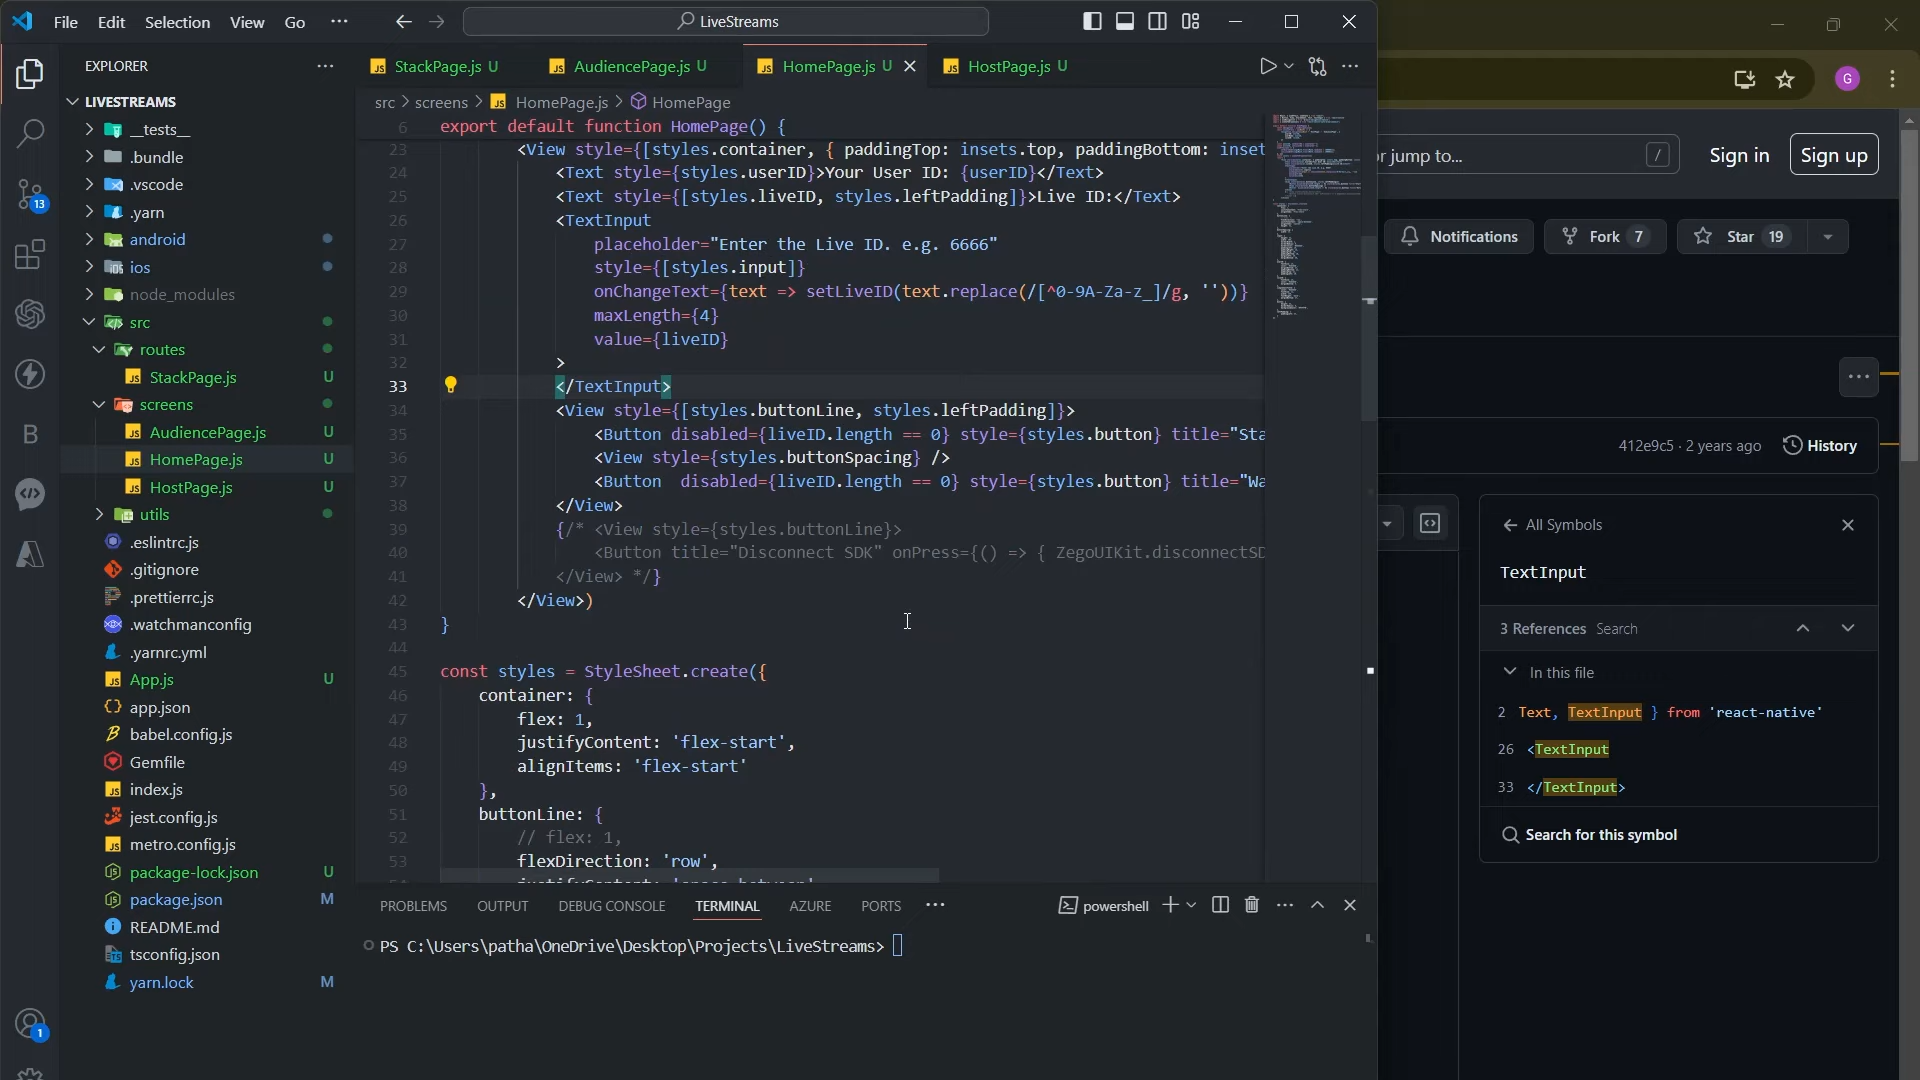 File Edit Selection View Go ··· LiveStreams
EXPLORER ···
LIVESTREAMS
__tests__
.bundle
.vscode
.yarn
android
ios
node_modules
src
routes
StackPage.js U
screens
AudiencePage.js U
HomePage.js U
HostPage.js U
utils
.eslintrc.js
.gitignore
.prettierrc.js
.watchmanconfig
.yarnrc.yml
App.js U
app.json
babel.config.js
Gemfile
index.js
jest.config.js
metro.config.js
package-lock.json U
package.json M
README.md
tsconfig.json
yarn.lock M
13
1
StackPage.js U AudiencePage.js U HomePage.js U HostPage.js U
src > screens > HomePage.js > HomePage
6 export default function HomePage() {
23 <View style={[styles.container, { paddingTop: insets.top, paddingBottom: inset
24 <Text style={styles.userID}>Your User ID: {userID}</Text>
25 <Text style={[styles.liveID, styles.leftPadding]}>Live ID:</Text>
26 <TextInput
27 placeholder="Enter the Live ID. e.g. 6666"
28 style={[styles.input]}
29 onChangeText={text => setLiveID(text.replace(/[^0-9A-Za-z_]/g, ''))}
30 maxLength={4}
31 value={liveID}
32 >
33 </TextInput>
34 <View style={[styles.buttonLine, styles.leftPadding]}>
35 <Button disabled={liveID.length == 0} style={styles.button} title="Sta
36 <View style={styles.buttonSpacing} />
37 <Button  disabled={liveID.length == 0} style={styles.button} title="Wa
38 </View>
39 {/* <View style={styles.buttonLine}>
40 <Button title="Disconnect SDK" onPress={() => { ZegoUIKit.disconnectSD
41 </View> */}
42 </View>)
43 }
44
45 const styles = StyleSheet.create({
46 container: {
47 flex: 1,
48 justifyContent: 'flex-start',
49 alignItems: 'flex-start'
50 },
51 buttonLine: {
52 // flex: 1,
53 flexDirection: 'row',
PROBLEMS OUTPUT DEBUG CONSOLE TERMINAL AZURE PORTS ··· powershell
PS C:\Users\patha\OneDrive\Desktop\Projects\LiveStreams>
G
r jump to... / Sign in Sign up
Notifications Fork 7 Star 19
412e9c5 · 2 years ago History
All Symbols
TextInput
3 References Search
In this file
2 Text, TextInput } from 'react-native'
26 <TextInput
33 </TextInput>
Search for this symbol